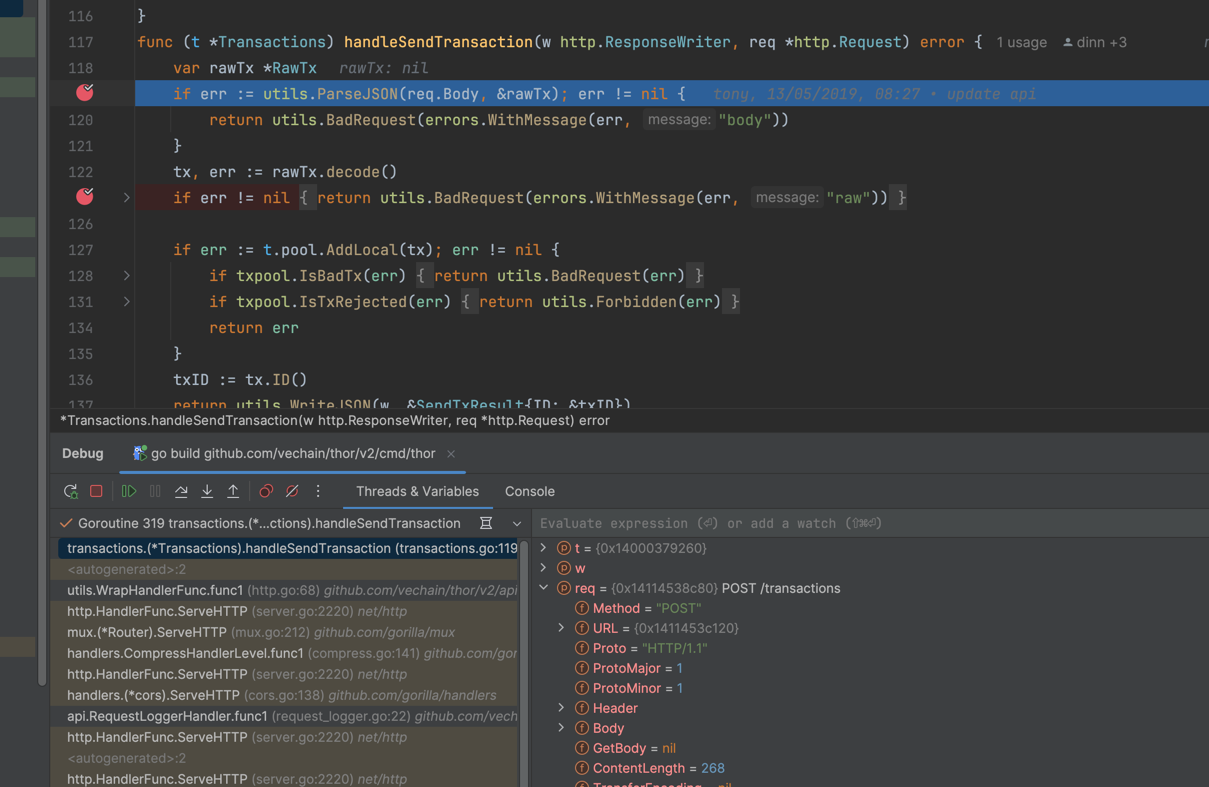 116 }
117 func (t *Transactions) handleSendTransaction(w http.ResponseWriter, req *http.Request) error { 1 usage dinn +3
118 var rawTx *RawTx rawTx: nil
if err := utils.ParseJSON(req.Body, &rawTx); err != nil { tony, 13/05/2019, 08:27 • update api
120 return utils.BadRequest(errors.WithMessage(err, message: "body"))
121 }
122 tx, err := rawTx.decode()
if err != nil { return utils.BadRequest(errors.WithMessage(err, message: "raw")) }
126
127 if err := t.pool.AddLocal(tx); err != nil {
128 if txpool.IsBadTx(err) { return utils.BadRequest(err) }
131 if txpool.IsTxRejected(err) { return utils.Forbidden(err) }
134 return err
135 }
136 txID := tx.ID()
137 return utils.WriteJSON(w, &SendTxResult{ID: &txID})
*Transactions.handleSendTransaction(w http.ResponseWriter, req *http.Request) error
Debug go build github.com/vechain/thor/v2/cmd/thor
Threads & Variables Console
Goroutine 319 transactions.(*...ctions).handleSendTransaction
transactions.(*Transactions).handleSendTransaction (transactions.go:119
<autogenerated>:2
utils.WrapHandlerFunc.func1 (http.go:68) github.com/vechain/thor/v2/api
http.HandlerFunc.ServeHTTP (server.go:2220) net/http
mux.(*Router).ServeHTTP (mux.go:212) github.com/gorilla/mux
handlers.CompressHandlerLevel.func1 (compress.go:141) github.com/gor
http.HandlerFunc.ServeHTTP (server.go:2220) net/http
handlers.(*cors).ServeHTTP (cors.go:138) github.com/gorilla/handlers
api.RequestLoggerHandler.func1 (request_logger.go:22) github.com/vech
http.HandlerFunc.ServeHTTP (server.go:2220) net/http
<autogenerated>:2
http.HandlerFunc.ServeHTTP (server.go:2220) net/http
Evaluate expression (⏎) or add a watch (⇧⌘⏎)
t = {0x14000379260}
w
req = {0x14114538c80} POST /transactions
Method = "POST"
URL = {0x1411453c120}
Proto = "HTTP/1.1"
ProtoMajor = 1
ProtoMinor = 1
Header
Body
GetBody = nil
ContentLength = 268
TransferEncoding = nil